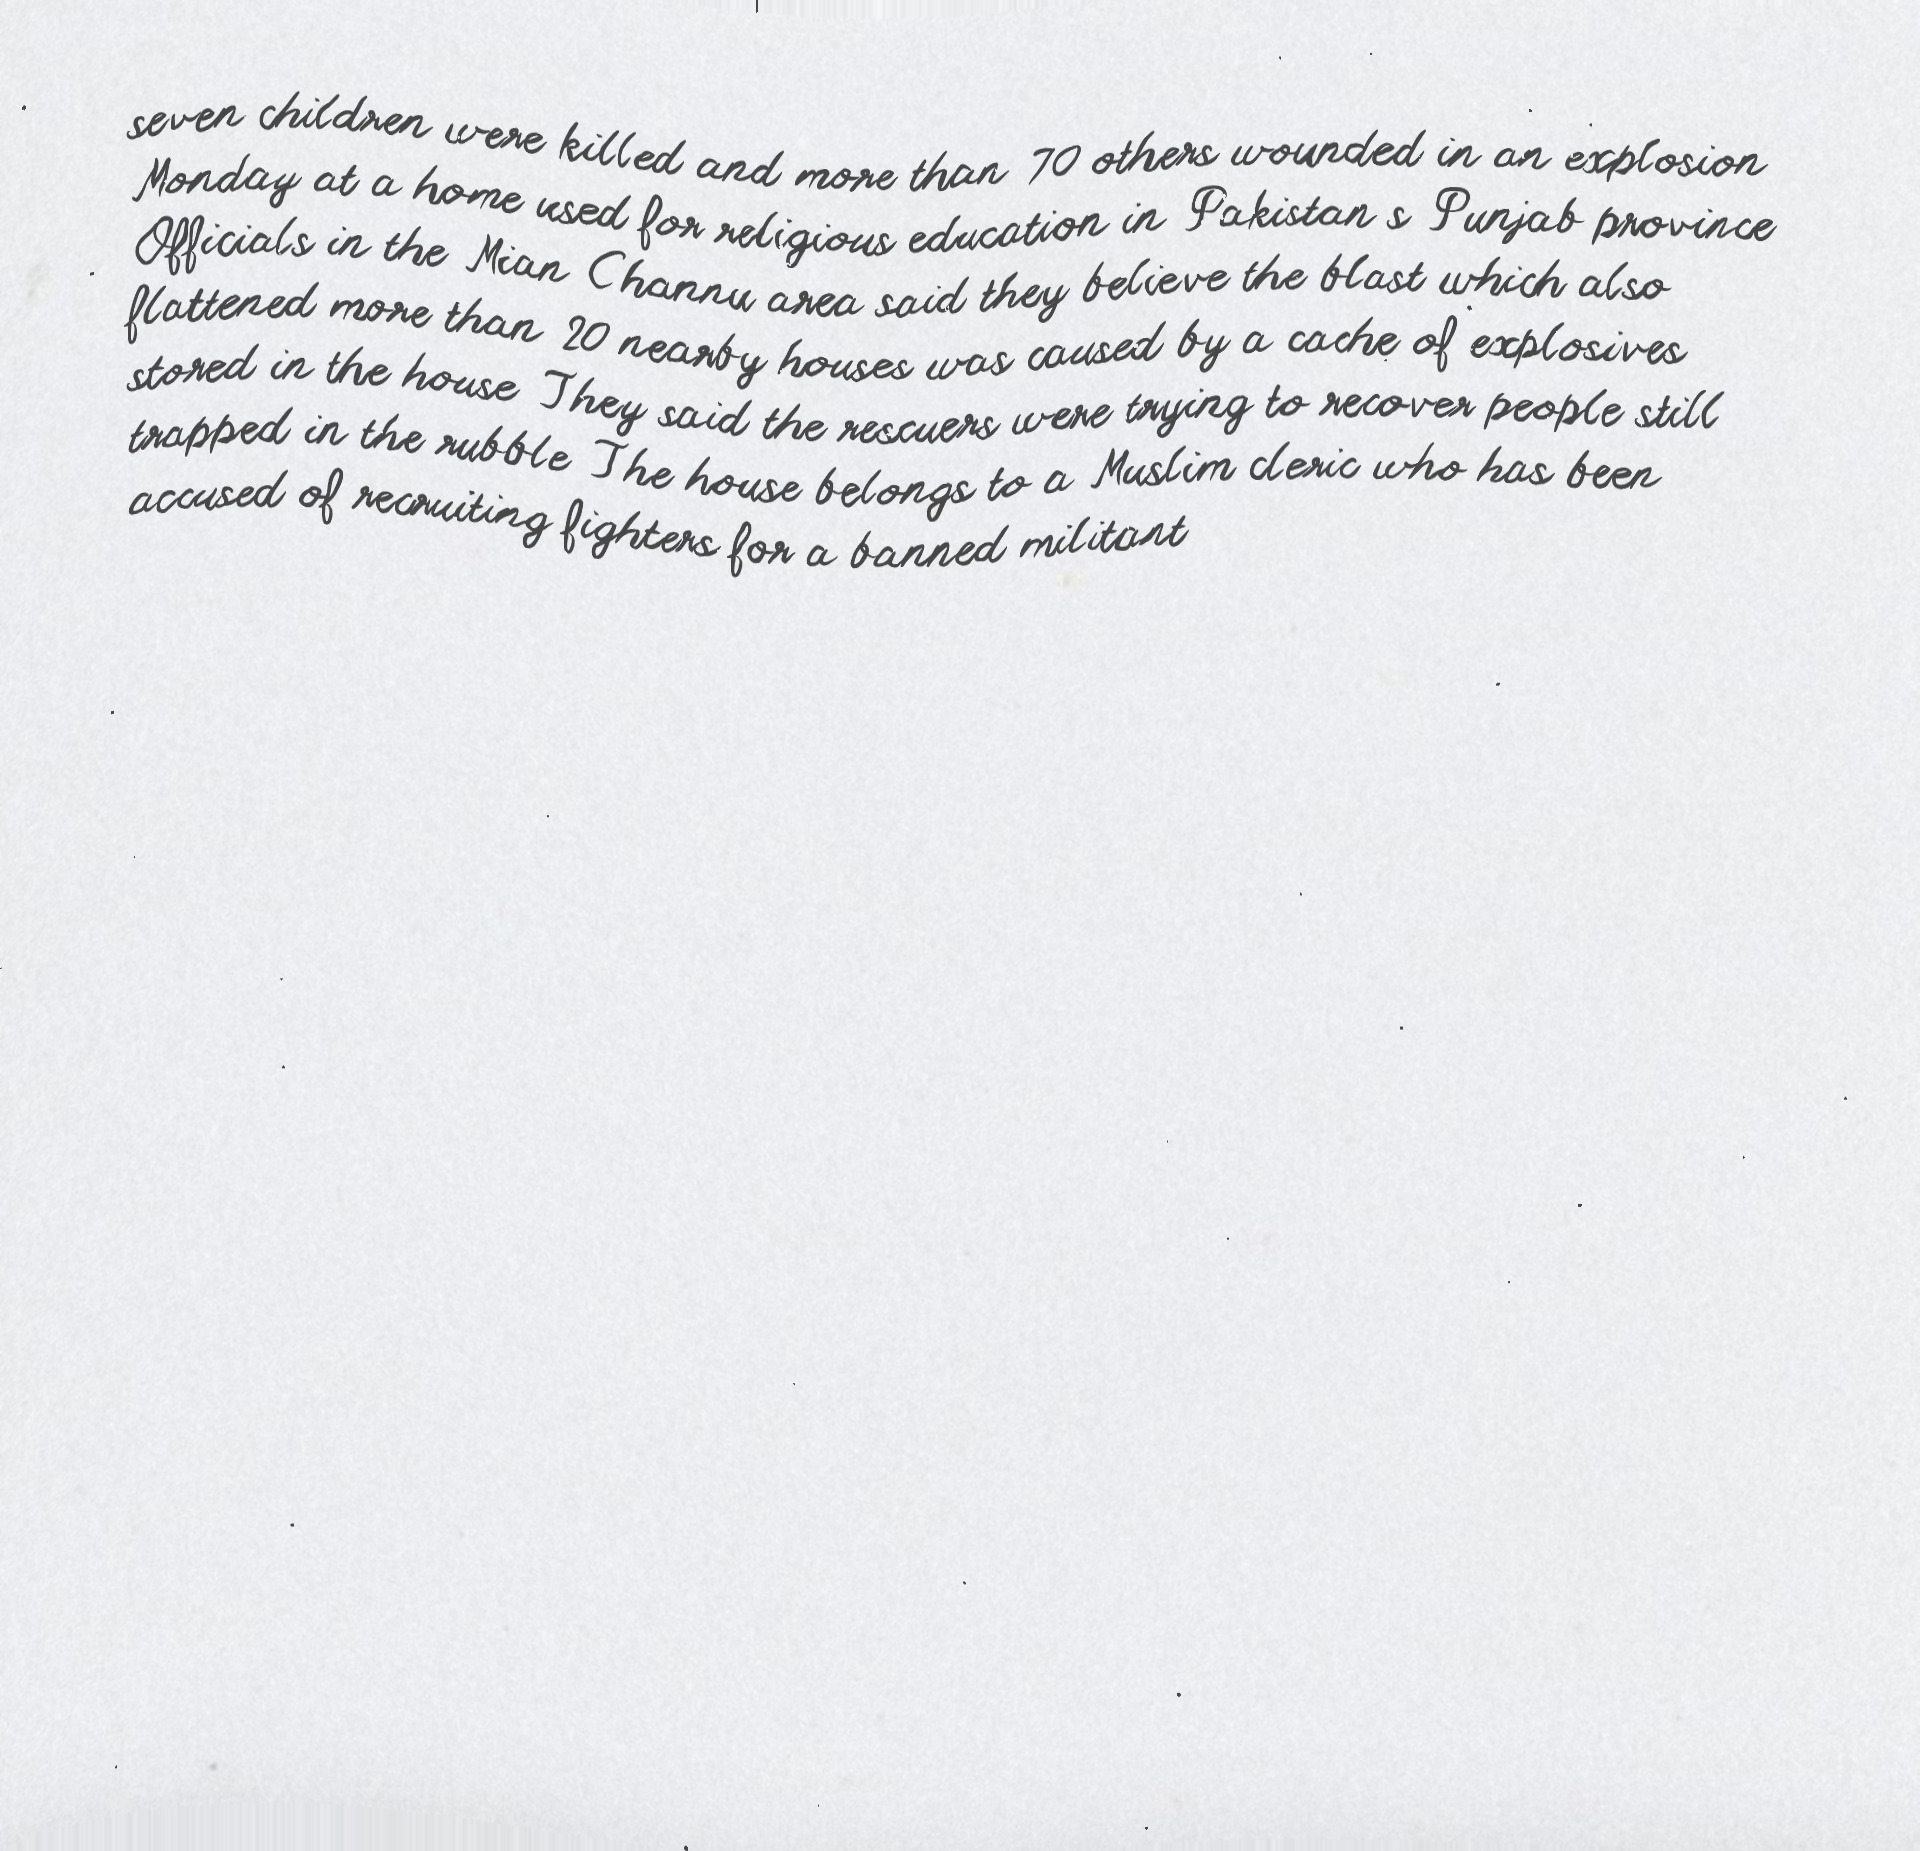 seven children were killed and more than 70 others wounded in an explosion
Monday at a home used for religious education in Pakistan s Punjab province
Officials in the Mian Channu area said they believe the blast which also
flattened more than 20 nearby houses was caused by a cache of explosives
stored in the house They said the rescuers were trying to recover people still
trapped in the rubble The house belongs to a Muslim cleric who has been
accused of recruiting fighters for a banned militant